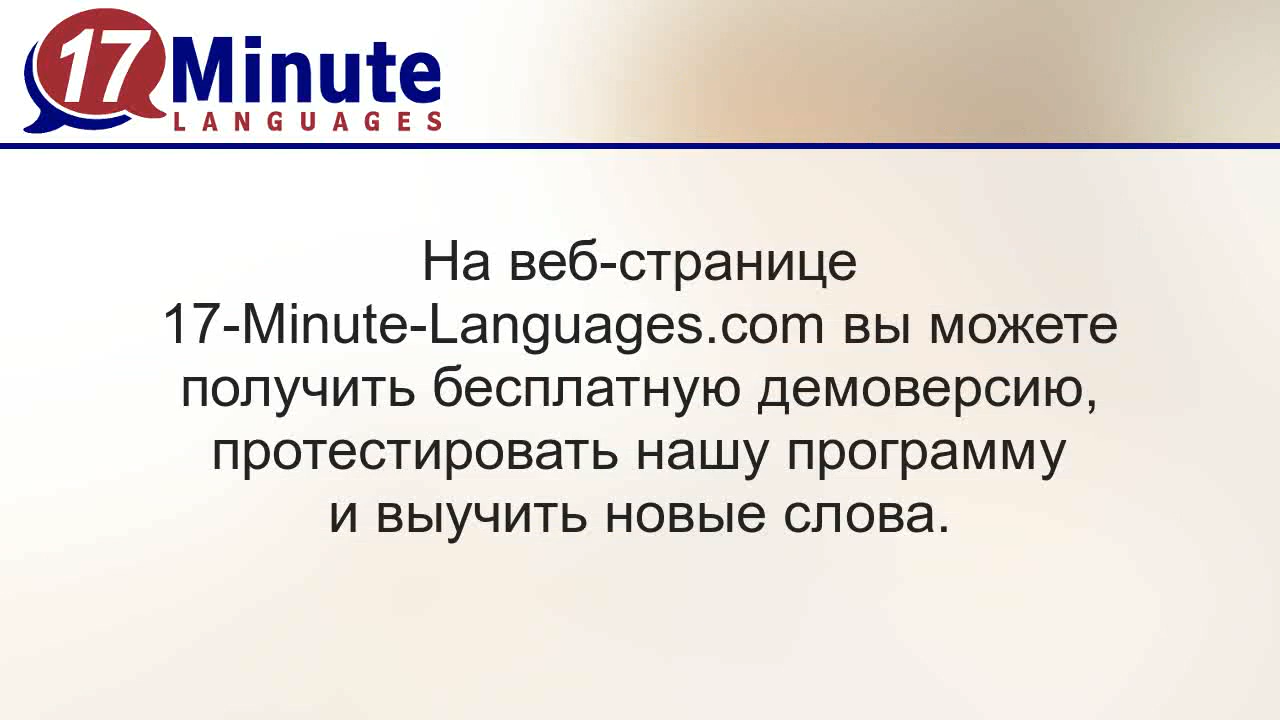 17 Minute
LANGUAGES
На веб-странице
17-Minute-Languages.com вы можете
получить бесплатную демоверсию,
протестировать нашу программу
и выучить новые слова.